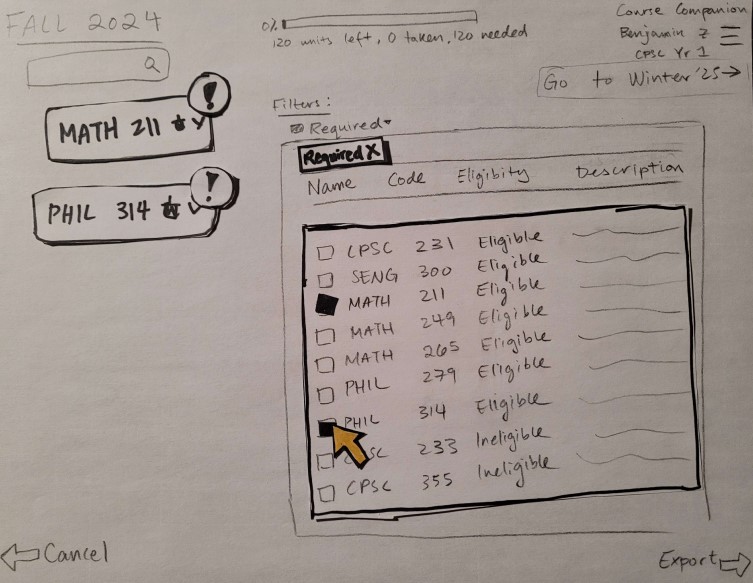 FALL 2024
0%
120 units left, 0 taken, 120 needed
Course Companion
Benjamin Z
CPSC Yr 1
Go to Winter '25→
MATH 211
!
PHIL 314
!
Filters:
Required
Required X
Name Code Eligibity Description
CPSC 231 Eligible
SENG 300 Eligible
MATH 211 Eligible
MATH 249 Eligible
MATH 265 Eligible
PHIL 279 Eligible
PHIL 314 Eligible
SC 233 Ineligible
CPSC 355 Ineligible
Cancel
Export